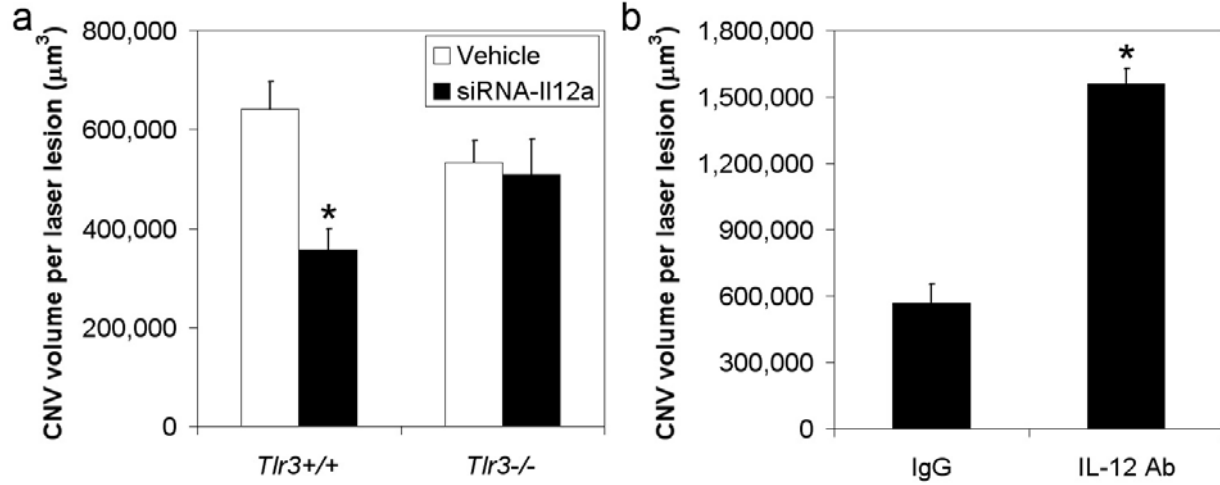 a
CNV volume per laser lesion (μm³)
800,000
600,000
400,000
200,000
0
Vehicle
siRNA-Il12a
*
Tlr3+/+
Tlr3-/-
b
CNV volume per laser lesion (μm³)
1,800,000
1,500,000
1,200,000
900,000
600,000
300,000
0
*
IgG
IL-12 Ab